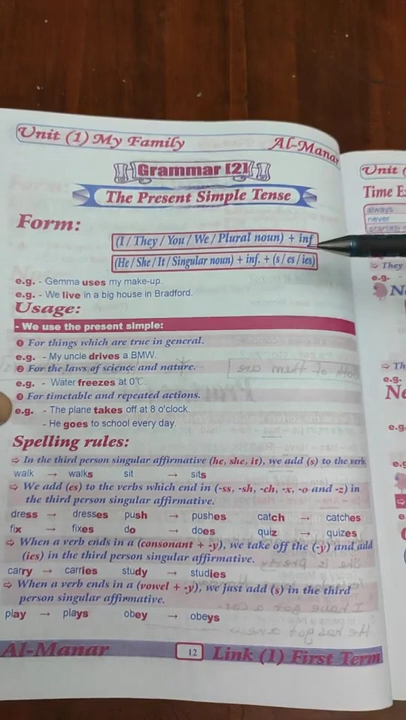 Unit (1) My Family
Al-Manar
Grammar [2]
The Present Simple Tense
Form:
(I / They / You / We / Plural noun) + inf
(He / She / It / Singular noun) + inf. + (s / es / ies)
e.g. - Gemma uses my make-up.
e.g. - We live in a big house in Bradford.
Usage:
- We use the present simple:
❶ For things which are true in general.
e.g. - My uncle drives a BMW.
❷ For the laws of science and nature.
e.g. - Water freezes at 0°C.
❸ For timetable and repeated actions.
e.g. - The plane takes off at 8 o'clock.
- He goes to school every day.
Spelling rules:
⇨ In the third person singular affirmative (he, she, it), we add (s) to the verb.
walk → walks sit → sits
⇨ We add (es) to the verbs which end in (-ss, -sh, -ch, -x, -o and -z) in
the third person singular affirmative.
dress → dresses push → pushes catch → catches
fix → fixes do → does quiz → quizes
⇨ When a verb ends in a (consonant + -y), we take off the (-y) and add
(ies) in the third person singular affirmative.
carry → carries study → studies
⇨ When a verb ends in a (vowel + -y), we just add (s) in the third
person singular affirmative.
play → plays obey → obeys
Al-Manar
12
Link (1) First Term
Unit (
Time E
always
never
⇨ They
e.g. -
⇨ Th
e.g.
Ne
e.g.